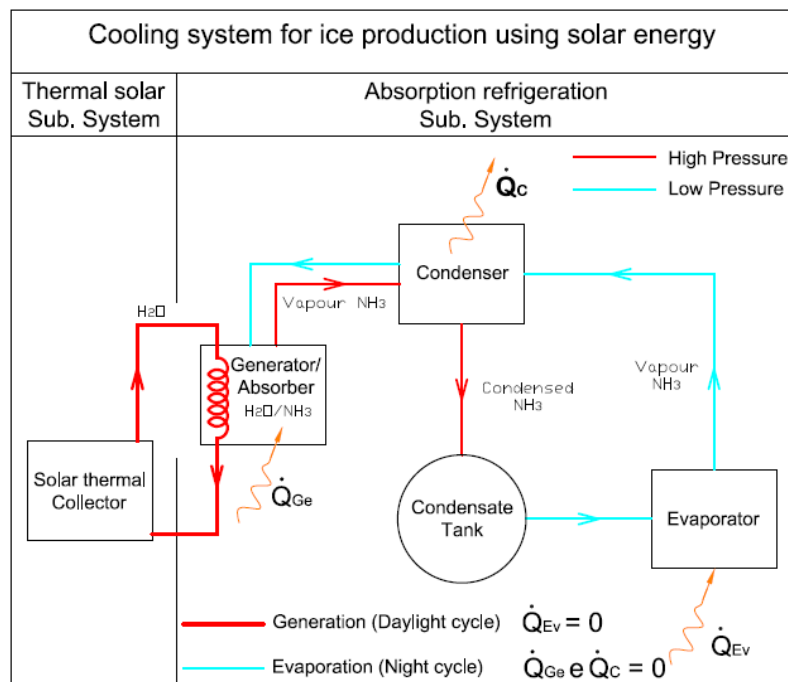 Cooling system for ice production using solar energy
Thermal solar
Sub. System
Absorption refrigeration
Sub. System
High Pressure
Low Pressure
Q̇c
Condenser
H2O
Vapour NH3
Generator/
Absorber
H2O/NH3
Vapour
NH3
Condensed
NH3
Solar thermal
Collector
Q̇Ge
Condensate
Tank
Evaporator
Generation (Daylight cycle) Q̇Ev = 0
Evaporation (Night cycle) Q̇Ge e Q̇C = 0
Q̇Ev